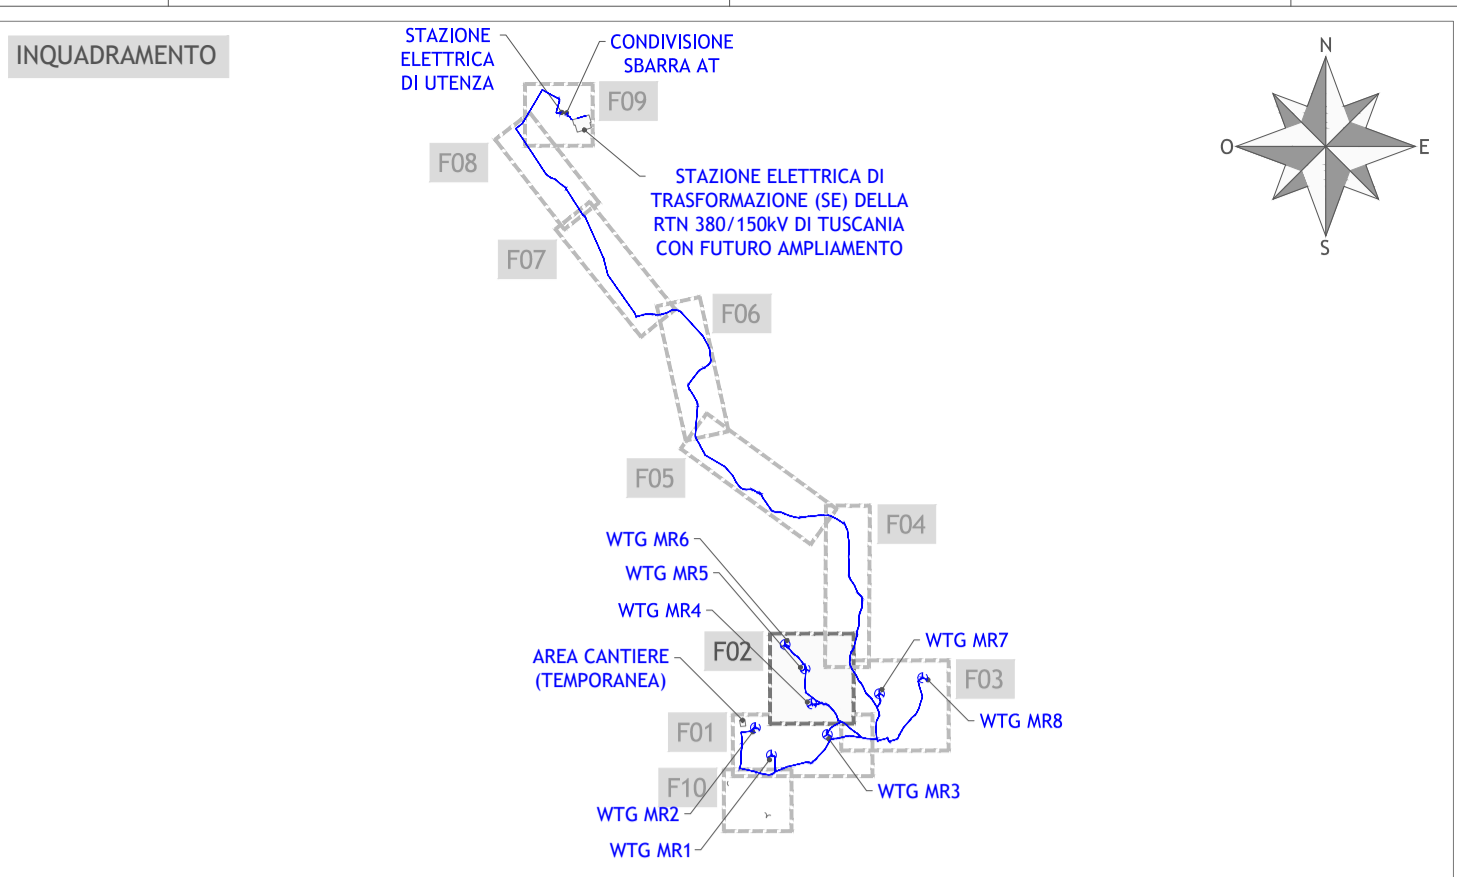 INQUADRAMENTO
STAZIONE
ELETTRICA
DI UTENZA
CONDIVISIONE
SBARRA AT
F09
F08
STAZIONE ELETTRICA DI
TRASFORMAZIONE (SE) DELLA
RTN 380/150kV DI TUSCANIA
CON FUTURO AMPLIAMENTO
N
O
E
S
F07
F06
F05
F04
WTG MR6
WTG MR5
WTG MR4
F02
AREA CANTIERE
(TEMPORANEA)
WTG MR7
F03
WTG MR8
F01
F10
WTG MR3
WTG MR2
WTG MR1